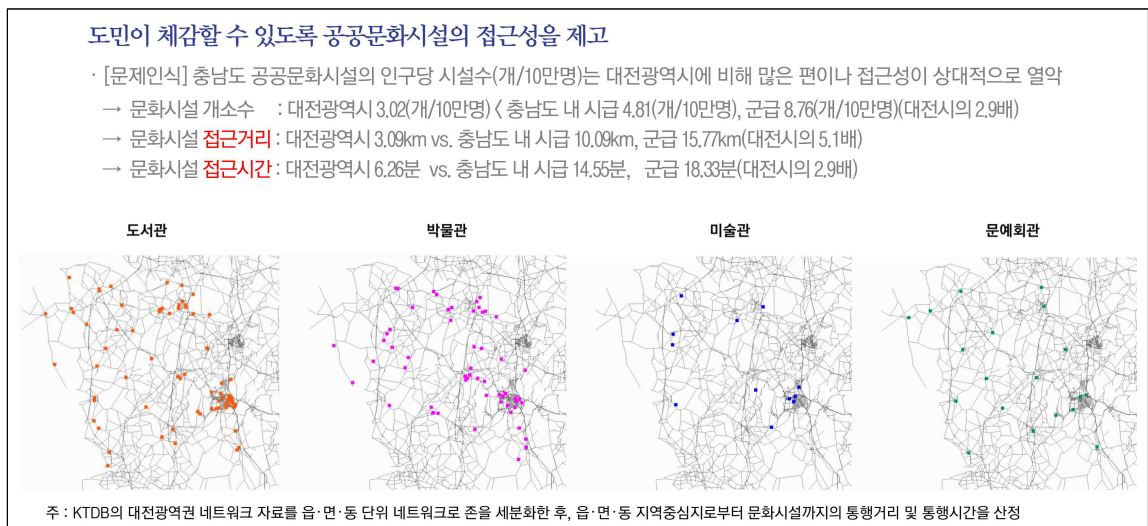 도민이 체감할 수 있도록 공공문화시설의 접근성을 제고
· [문제인식] 충남도 공공문화시설의 인구당 시설수(개/10만명)는 대전광역시에 비해 많은 편이나 접근성이 상대적으로 열악
→ 문화시설 개소수 : 대전광역시 3.02(개/10만명) < 충남도 내 시급 4.81(개/10만명), 군급 8.76(개/10만명)(대전시의 2.9배)
→ 문화시설 접근거리 : 대전광역시 3.09km vs. 충남도 내 시급 10.09km, 군급 15.77km(대전시의 5.1배)
→ 문화시설 접근시간 : 대전광역시 6.26분 vs. 충남도 내 시급 14.55분, 군급 18.33분(대전시의 2.9배)
도서관 박물관 미술관 문예회관
주 : KTDB의 대전광역권 네트워크 자료를 읍·면·동 단위 네트워크로 존을 세분화한 후, 읍·면·동 지역중심지로부터 문화시설까지의 통행거리 및 통행시간을 산정